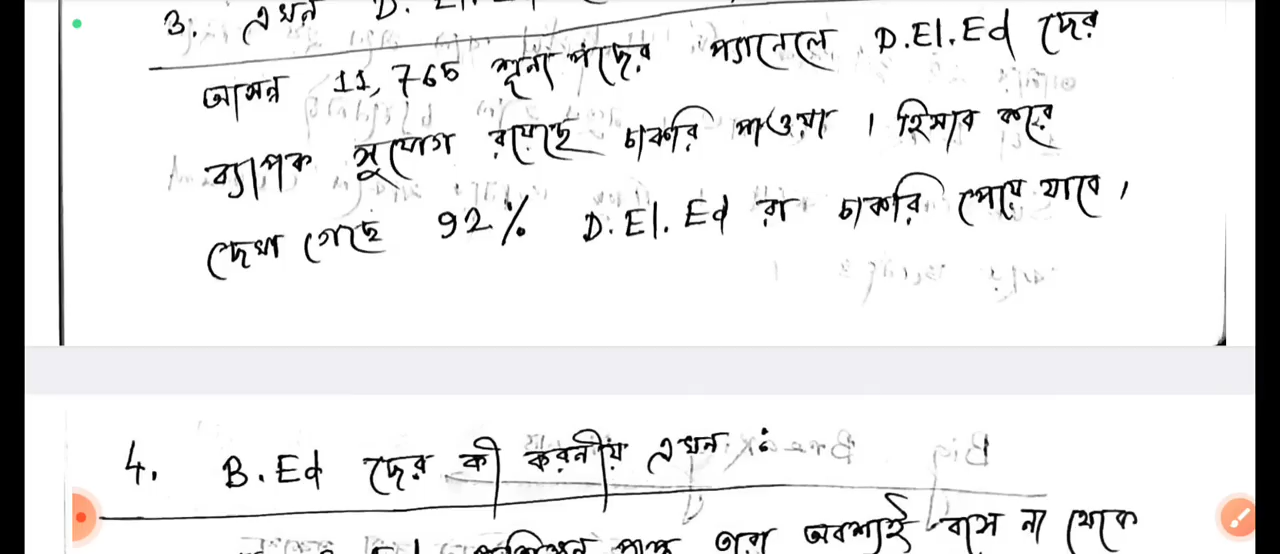 3. এখন D. El.
আসন্ন 11,765 শূন্য পদের প্যানেলে D.El.Ed দের
ব্যাপক সুযোগ রয়েছে চাকরি পাওয়া । হিসাব করে
দেখা গেছে 92% D.El.Ed রা চাকরি পেয়ে যাবে ।
4. B.Ed দের কী করনীয় এখন :
প্রাপ্ত তারা অবশ্যই বসে না থেকে